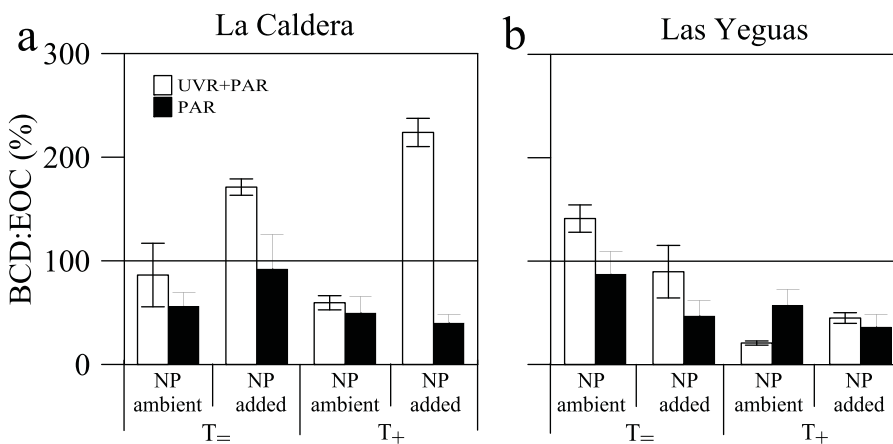 a
La Caldera
b
Las Yeguas
300
200
100
0
BCD:EOC (%)
UVR+PAR
PAR
NP NP NP NP
ambient added ambient added
T= T+
NP NP NP NP
ambient added ambient added
T= T+